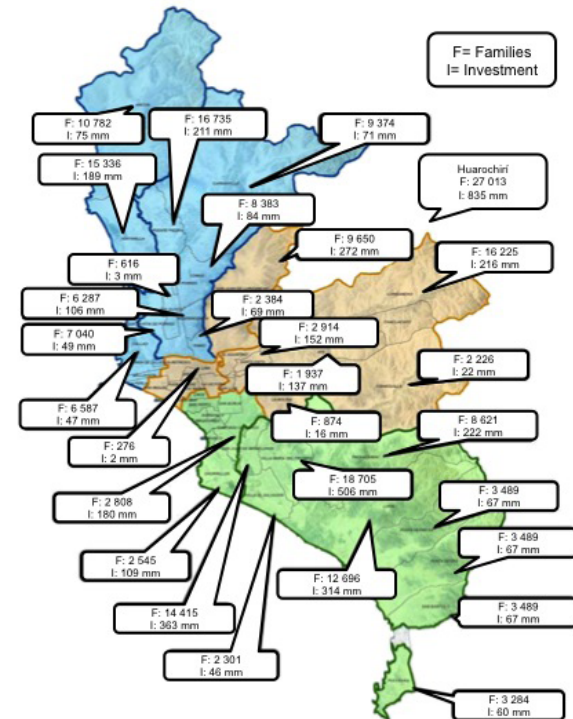 F= Families
I= Investment
F: 10 782
I: 75 mm
F: 16 735
I: 211 mm
F: 9 374
I: 71 mm
F: 15 336
I: 189 mm
Huarochirí
F: 27 013
I: 835 mm
F: 8 383
I: 84 mm
F: 9 650
I: 272 mm
F: 16 225
I: 216 mm
F: 616
I: 3 mm
F: 6 287
I: 106 mm
F: 2 384
I: 69 mm
F: 7 040
I: 49 mm
F: 2 914
I: 152 mm
F: 1 937
I: 137 mm
F: 2 226
I: 22 mm
F: 6 587
I: 47 mm
F: 276
I: 2 mm
F: 874
I: 16 mm
F: 8 621
I: 222 mm
F: 2 808
I: 180 mm
F: 18 705
I: 506 mm
F: 3 489
I: 67 mm
F: 2 545
I: 109 mm
F: 12 696
I: 314 mm
F: 3 489
I: 67 mm
F: 14 415
I: 363 mm
F: 3 489
I: 67 mm
F: 2 301
I: 46 mm
F: 3 284
I: 60 mm